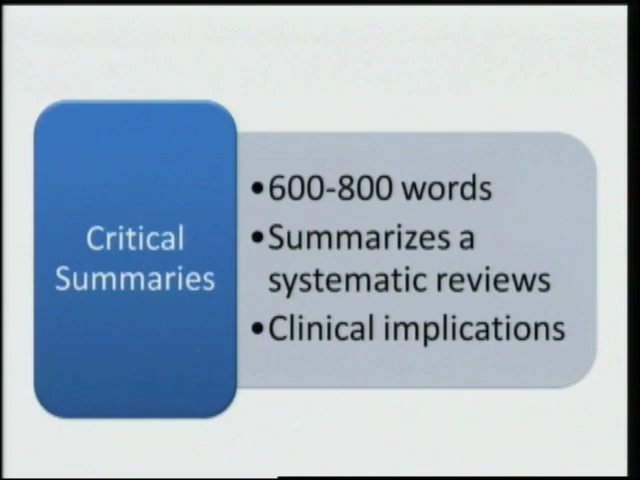 Critical
Summaries
•600-800 words
•Summarizes a
systematic reviews
•Clinical implications